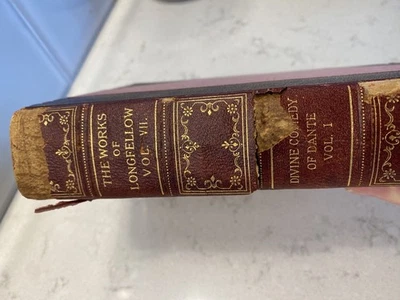 THE WORKS
OF
LONGFELLOW
VOL. VII.
DIVINE COMEDY
OF DANTE
VOL. I